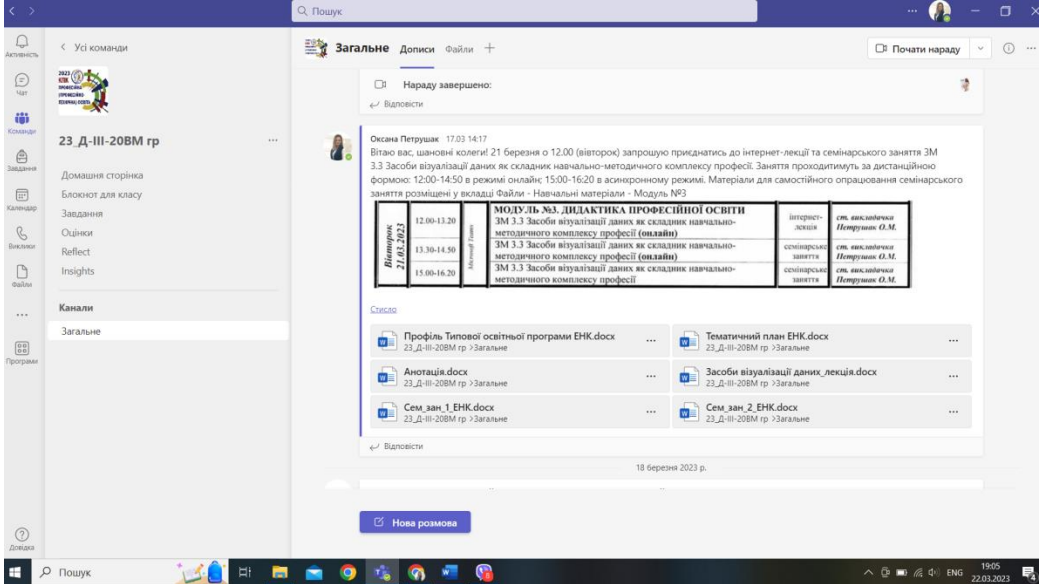 Пошук
Активність
Чат
Команди
Завдання
Календар
Виклики
Файли
Програми
Довідка
Усі команди
2023
23_Д-ІІІ-20ВМ гр
Домашня сторінка
Блокнот для класу
Завдання
Оцінки
Reflect
Insights
Канали
Загальне
Загальне Дописи Файли
Почати нараду
Нараду завершено:
Відповісти
Оксана Петрушак 17.03 14:17
Вітаю вас, шановні колеги! 21 березня о 12.00 (вівторок) запрошую приєднатись до інтернет-лекції та семінарського заняття ЗМ
3.3 Засоби візуалізації даних як складник навчально-методичного комплексу професії. Заняття проходитимуть за дистанційною
формою: 12:00-14:50 в режимі онлайн; 15:00-16:20 в асинхронному режимі. Матеріали для самостійного опрацювання семінарського
заняття розміщені у вкладці Файли - Навчальні матеріали - Модуль №3
Вівторок
21.03.2023
Microsoft Teams
12.00-13.20
МОДУЛЬ №3. ДИДАКТИКА ПРОФЕСІЙНОЇ ОСВІТИ
ЗМ 3.3 Засоби візуалізації даних як складник навчально-
методичного комплексу професії (онлайн)
інтернет-
лекція
ст. викладачка
Петрушак О.М.
13.30-14.50
ЗМ 3.3 Засоби візуалізації даних як складник навчально-
методичного комплексу професії (онлайн)
семінарське
заняття
ст. викладачка
Петрушак О.М.
15.00-16.20
ЗМ 3.3 Засоби візуалізації даних як складник навчально-
методичного комплексу професії
семінарське
заняття
ст. викладачка
Петрушак О.М.
Стисло
Профіль Типової освітньої програми ЕНК.docx
23_Д-ІІІ-20ВМ гр >Загальне
Тематичний план ЕНК.docx
23_Д-ІІІ-20ВМ гр >Загальне
Анотація.docx
23_Д-ІІІ-20ВМ гр >Загальне
Засоби візуалізації даних_лекція.docx
23_Д-ІІІ-20ВМ гр >Загальне
Сем_зан_1_ЕНК.docx
23_Д-ІІІ-20ВМ гр >Загальне
Сем_зан_2_ЕНК.docx
23_Д-ІІІ-20ВМ гр >Загальне
Відповісти
18 березня 2023 р.
Нова розмова
Пошук
ENG
19:05
22.03.2023
4